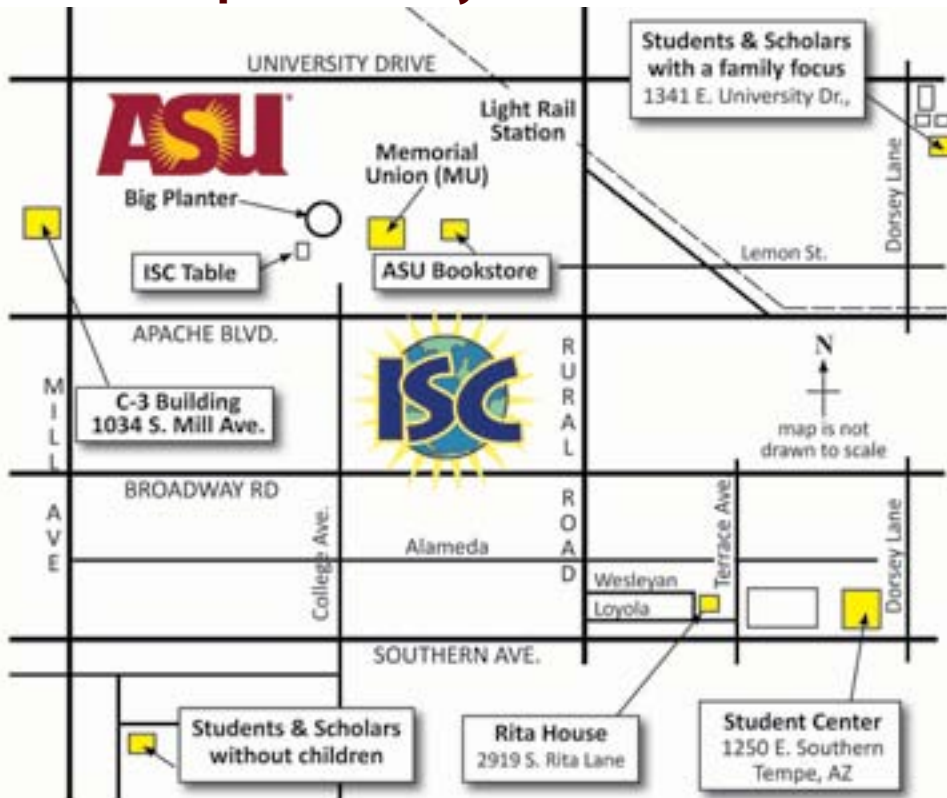 UNIVERSITY DRIVE
Students & Scholars
with a family focus
1341 E. University Dr.,
ASU
Light Rail
Station
Memorial
Union (MU)
Big Planter
ISC Table
ASU Bookstore
Lemon St.
Dorsey Lane
APACHE BLVD.
ISC
RURAL
N
map is not
drawn to scale
C-3 Building
1034 S. Mill Ave.
MILL
AVE
BROADWAY RD
College Ave.
Alameda
ROAD
Terrace Ave
Dorsey Lane
Wesleyan
Loyola
SOUTHERN AVE.
Students & Scholars
without children
Rita House
2919 S. Rita Lane
Student Center
1250 E. Southern
Tempe, AZ